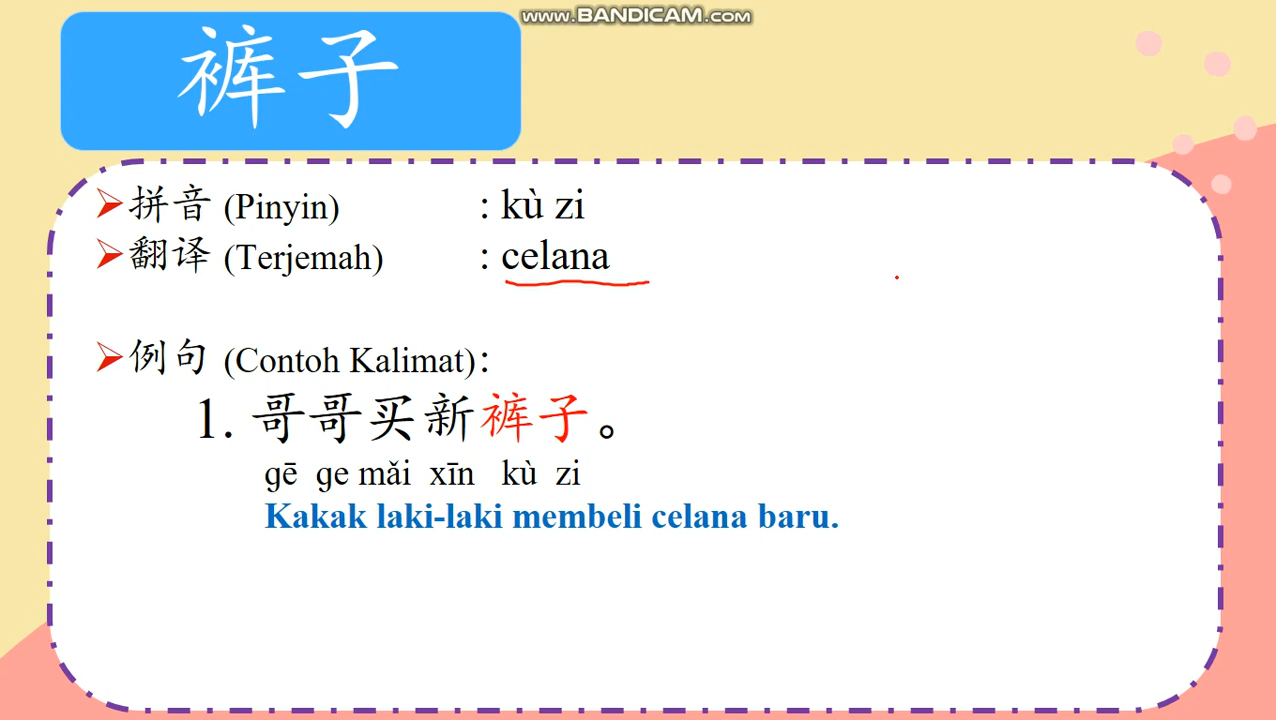 www.BANDICAM.com
裤子
拼音 (Pinyin) : kù zi
翻译 (Terjemah) : celana
例句 (Contoh Kalimat):
1. 哥哥买新裤子。
gē ge mǎi xīn kù zi
Kakak laki-laki membeli celana baru.